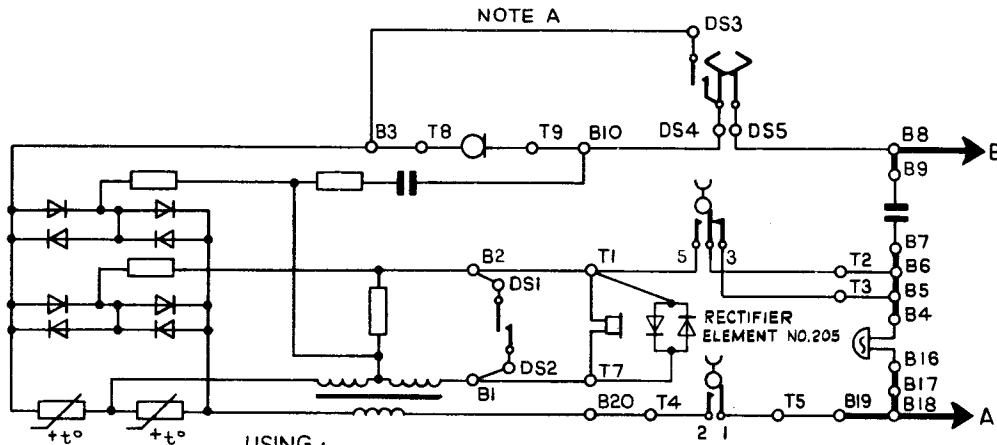 NOTE A
DS3
B3 T8 T9 B10 DS4 DS5 B8
B
B9
B7
B2 T1 5 3 T2 B6
DS1 T3 B5
RECTIFIER B4
ELEMENT NO.205
B16
DS2
B1 T7 B17
B20 T4 T5 B19 B18 A
2 1
+t° +t°
USING :